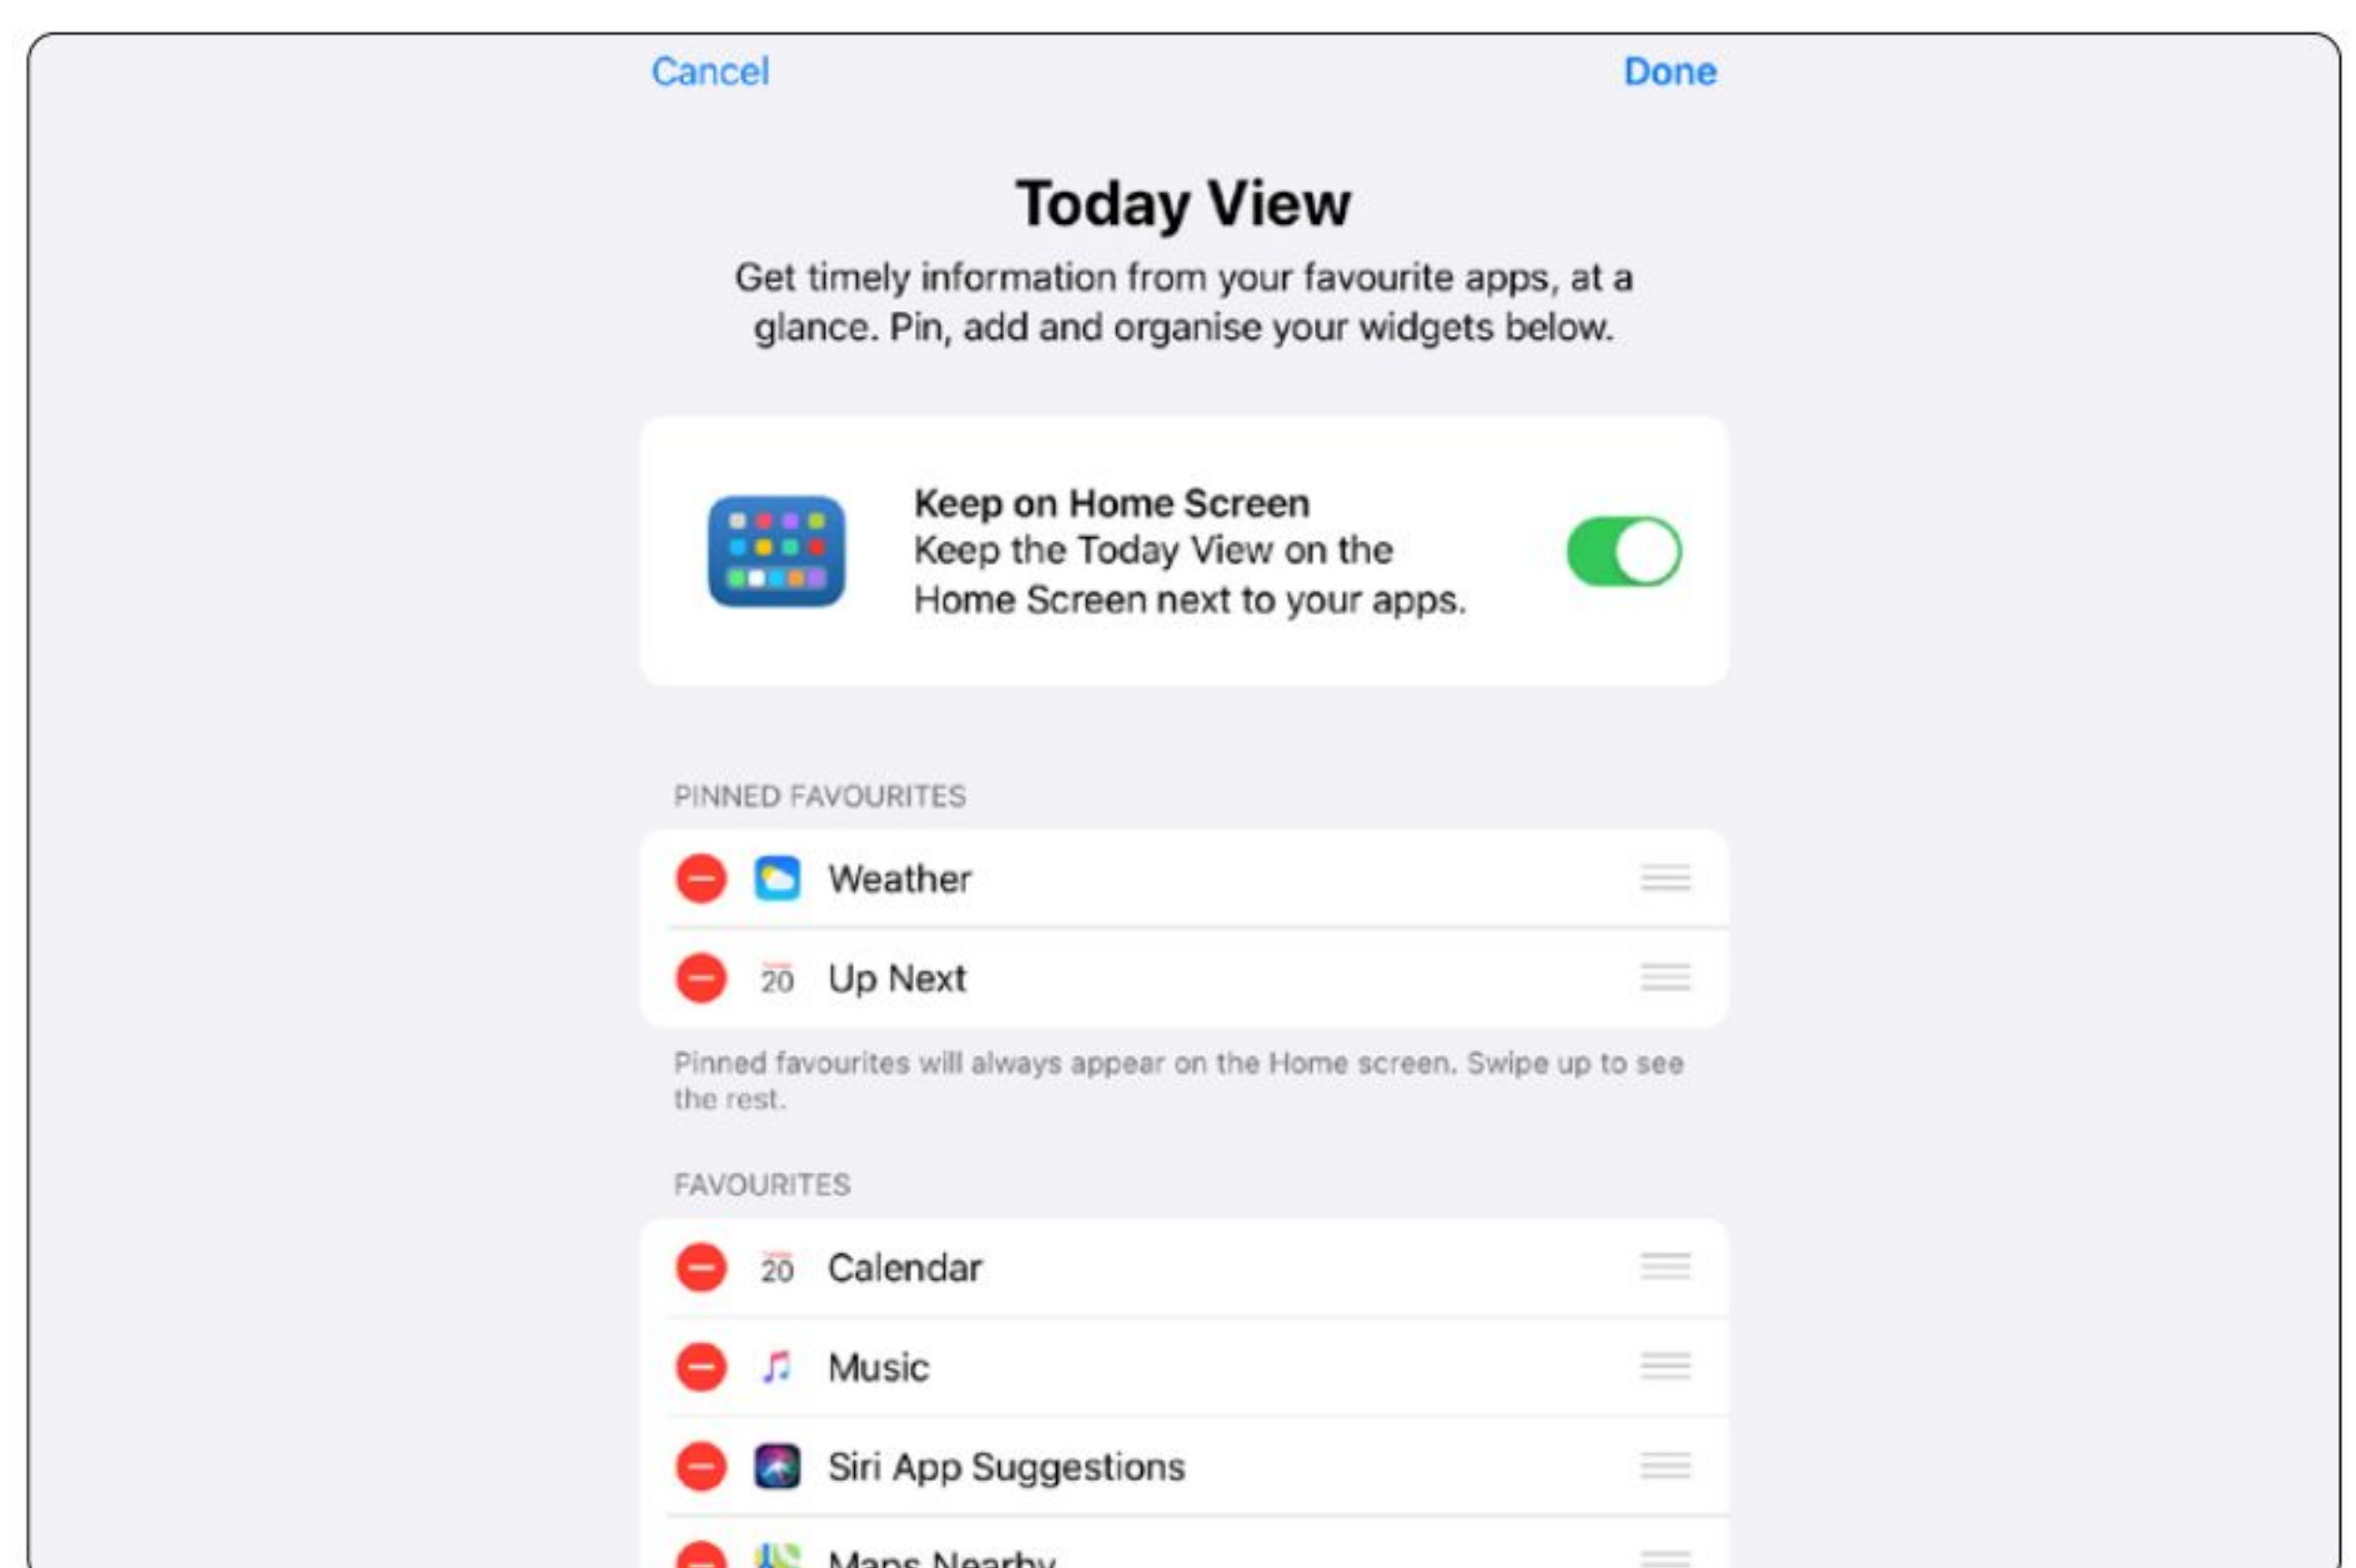 Cancel
Done
Today View
Get timely information from your favourite apps, at a
glance. Pin, add and organise your widgets below.
Keep on Home Screen
Keep the Today View on the
Home Screen next to your apps.
PINNED FAVOURITES
Weather
20 Up Next
Pinned favourites will always appear on the Home screen. Swipe up to see
the rest.
FAVOURITES
20 Calendar
Music
Siri App Suggestions
Maps Nearby